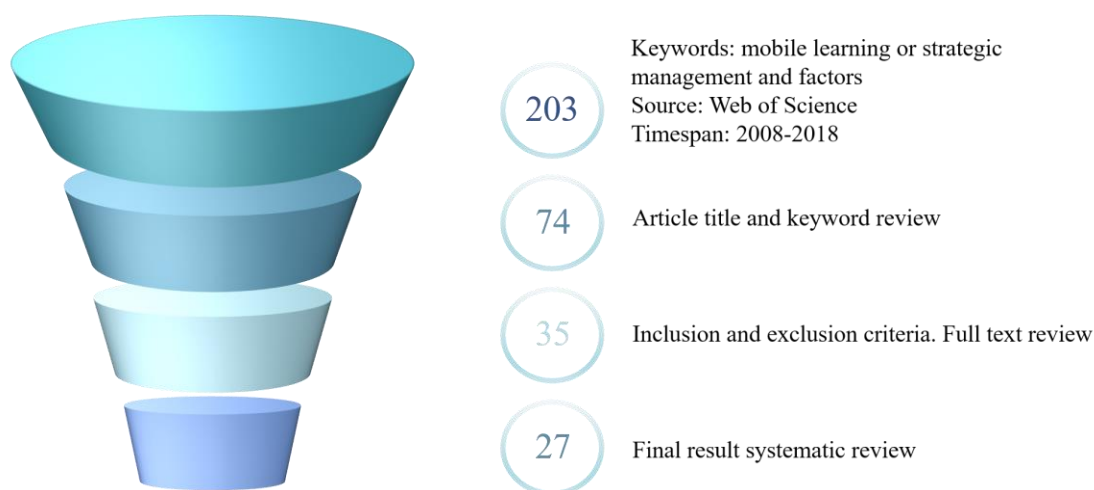 203
Keywords: mobile learning or strategic
management and factors
Source: Web of Science
Timespan: 2008-2018
74
Article title and keyword review
35
Inclusion and exclusion criteria. Full text review
27
Final result systematic review